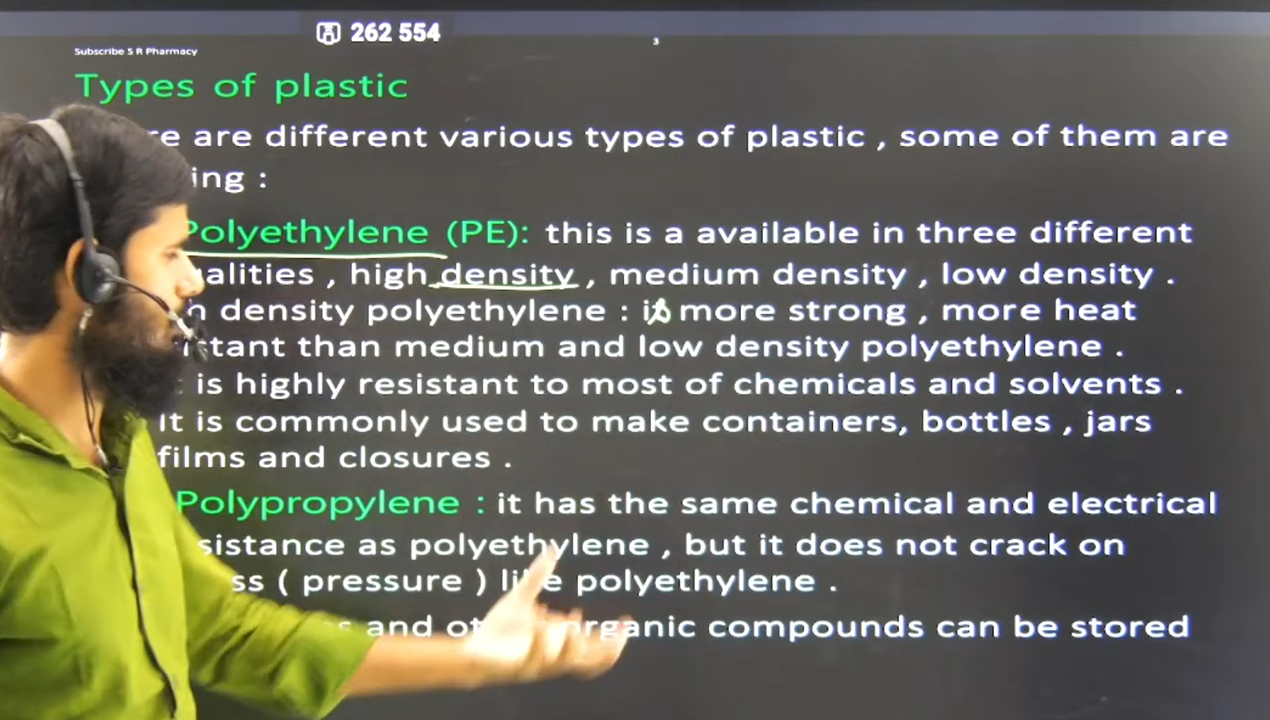 262 554
3
Subscribe S R Pharmacy
Types of plastic
re are different various types of plastic , some of them are
ing :
Polyethylene (PE): this is a available in three different
alities , high density , medium density , low density .
density polyethylene : is more strong , more heat
tant than medium and low density polyethylene .
is highly resistant to most of chemicals and solvents .
It is commonly used to make containers, bottles , jars
films and closures .
Polypropylene : it has the same chemical and electrical
sistance as polyethylene , but it does not crack on
ss ( pressure ) like polyethylene .
and organic compounds can be stored